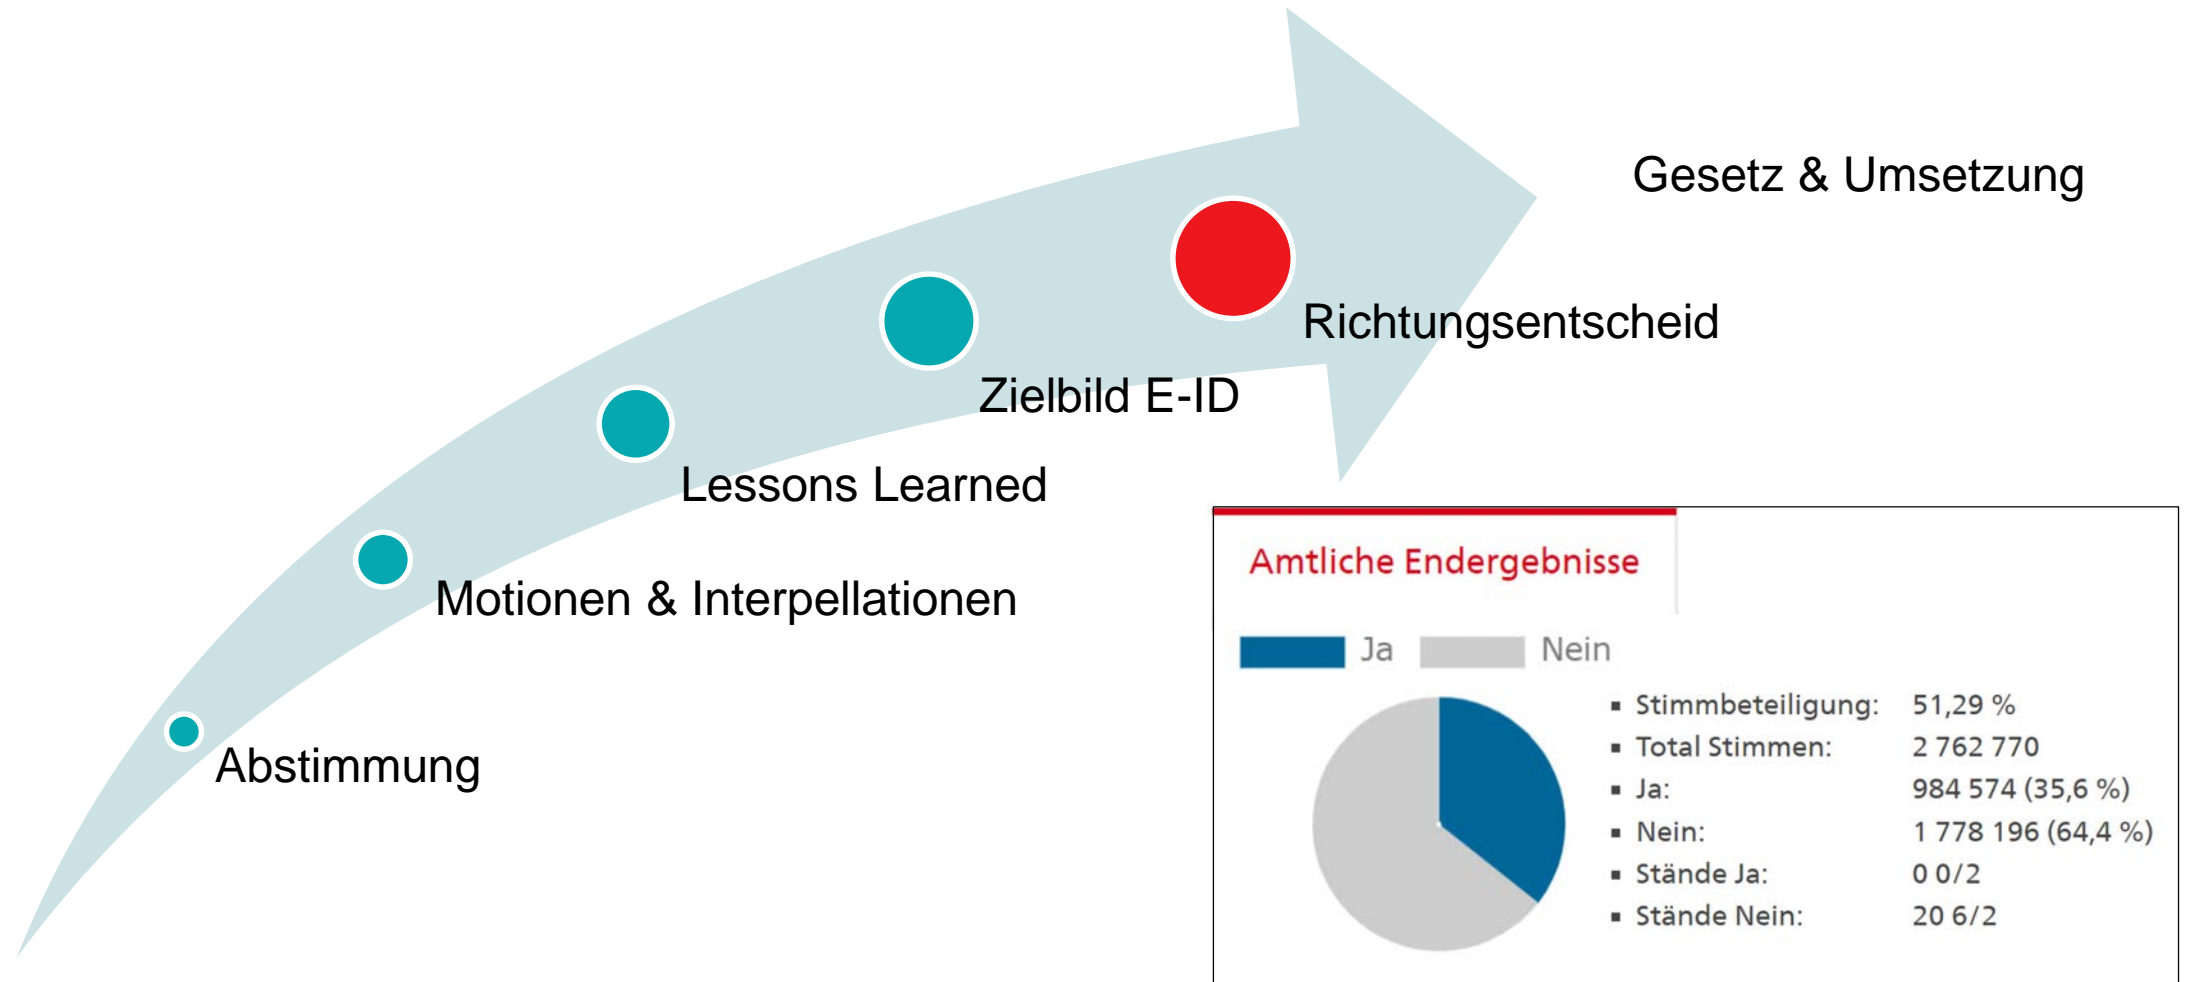 Gesetz & Umsetzung
Richtungsentscheid
Zielbild E-ID
Lessons Learned
Motionen & Interpellationen
Abstimmung
Amtliche Endergebnisse
Ja Nein
▪ Stimmbeteiligung: 51,29 %
▪ Total Stimmen: 2 762 770
▪ Ja: 984 574 (35,6 %)
▪ Nein: 1 778 196 (64,4 %)
▪ Stände Ja: 0 0/2
▪ Stände Nein: 20 6/2